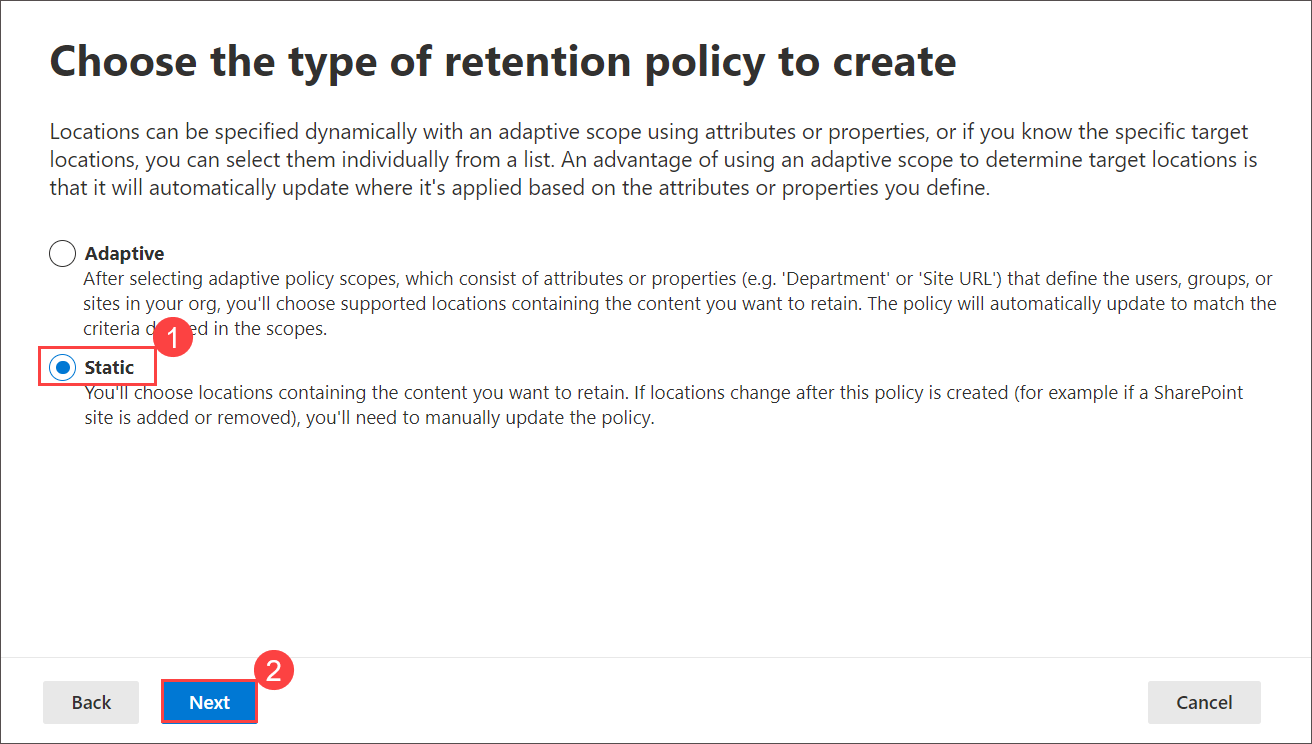 Choose the type of retention policy to create
Locations can be specified dynamically with an adaptive scope using attributes or properties, or if you know the specific target
locations, you can select them individually from a list. An advantage of using an adaptive scope to determine target locations is
that it will automatically update where it's applied based on the attributes or properties you define.
Adaptive
After selecting adaptive policy scopes, which consist of attributes or properties (e.g. 'Department' or 'Site URL') that define the users, groups, or
sites in your org, you'll choose supported locations containing the content you want to retain. The policy will automatically update to match the
criteria d ed in the scopes.
1
Static
You'll choose locations containing the content you want to retain. If locations change after this policy is created (for example if a SharePoint
site is added or removed), you'll need to manually update the policy.
2
Back Next Cancel